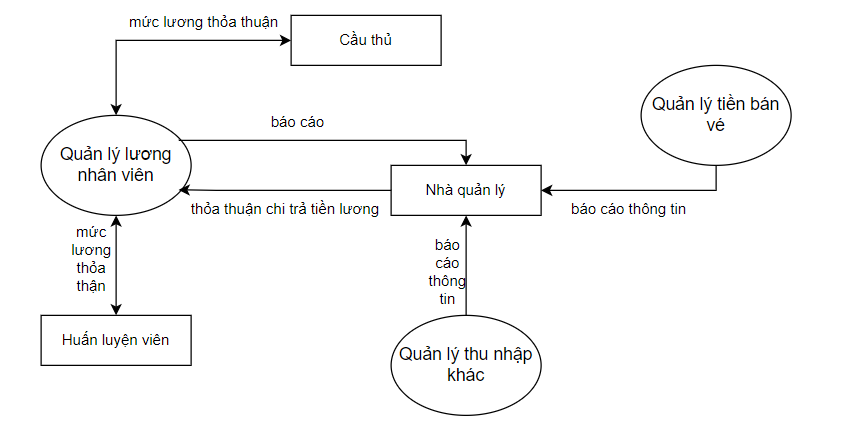 mức lương thỏa thuận
Cầu thủ
Quản lý tiền bán
vé
báo cáo
Quản lý lương
nhân viên
Nhà quản lý
thỏa thuận chi trả tiền lương
báo cáo thông tin
mức
lương
thỏa
thận
báo
cáo
thông
tin
Huấn luyện viên
Quản lý thu nhập
khác